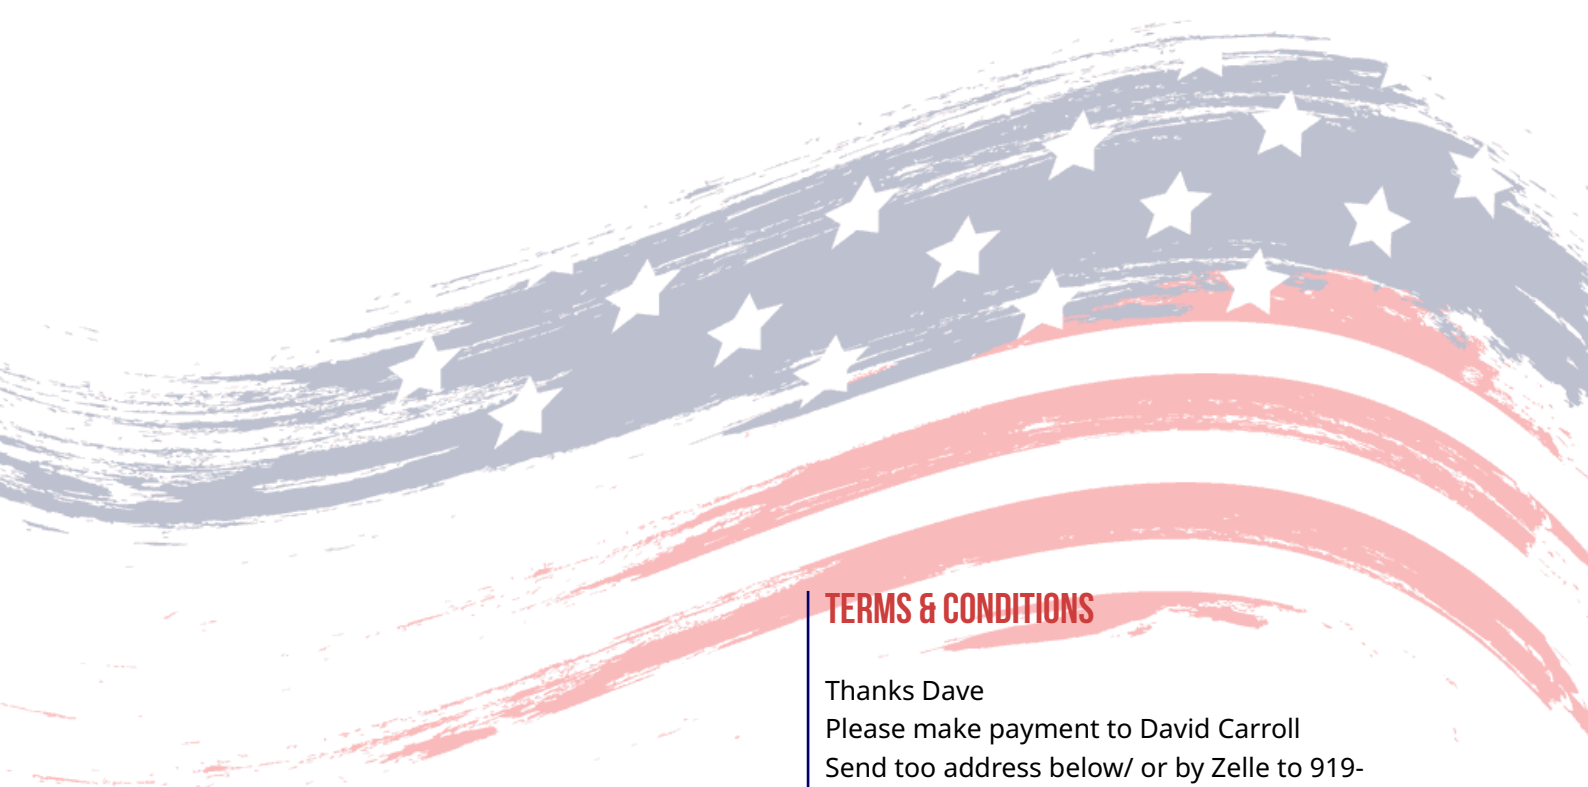 TERMS & CONDITIONS
Thanks Dave
Please make payment to David Carroll
Send too address below/ or by Zelle to 919-